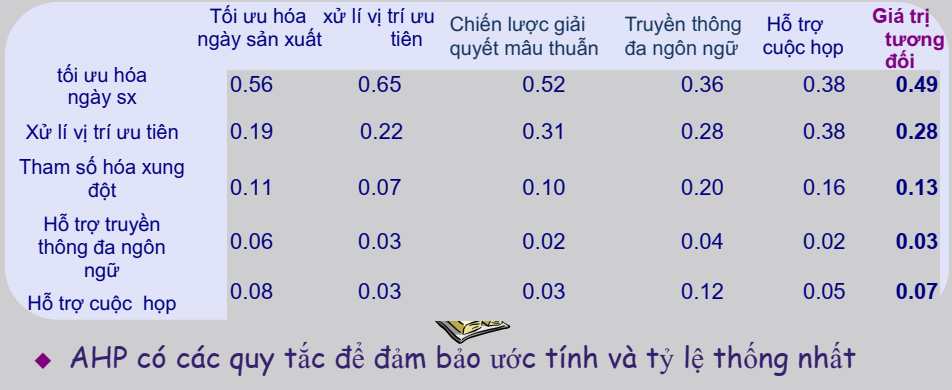 Tối ưu hóa ngày sản xuất
xử lí vị trí ưu tiên
Chiến lược giải quyết mâu thuẫn
Truyền thông đa ngôn ngữ
Hỗ trợ cuộc họp
Giá trị tương đối
tối ưu hóa ngày sx 0.56 0.65 0.52 0.36 0.38 0.49
Xử lí vị trí ưu tiên 0.19 0.22 0.31 0.28 0.38 0.28
Tham số hóa xung đột 0.11 0.07 0.10 0.20 0.16 0.13
Hỗ trợ truyền thông đa ngôn ngữ 0.06 0.03 0.02 0.04 0.02 0.03
Hỗ trợ cuộc họp 0.08 0.03 0.03 0.12 0.05 0.07
AHP có các quy tắc để đảm bảo ước tính và tỷ lệ thống nhất